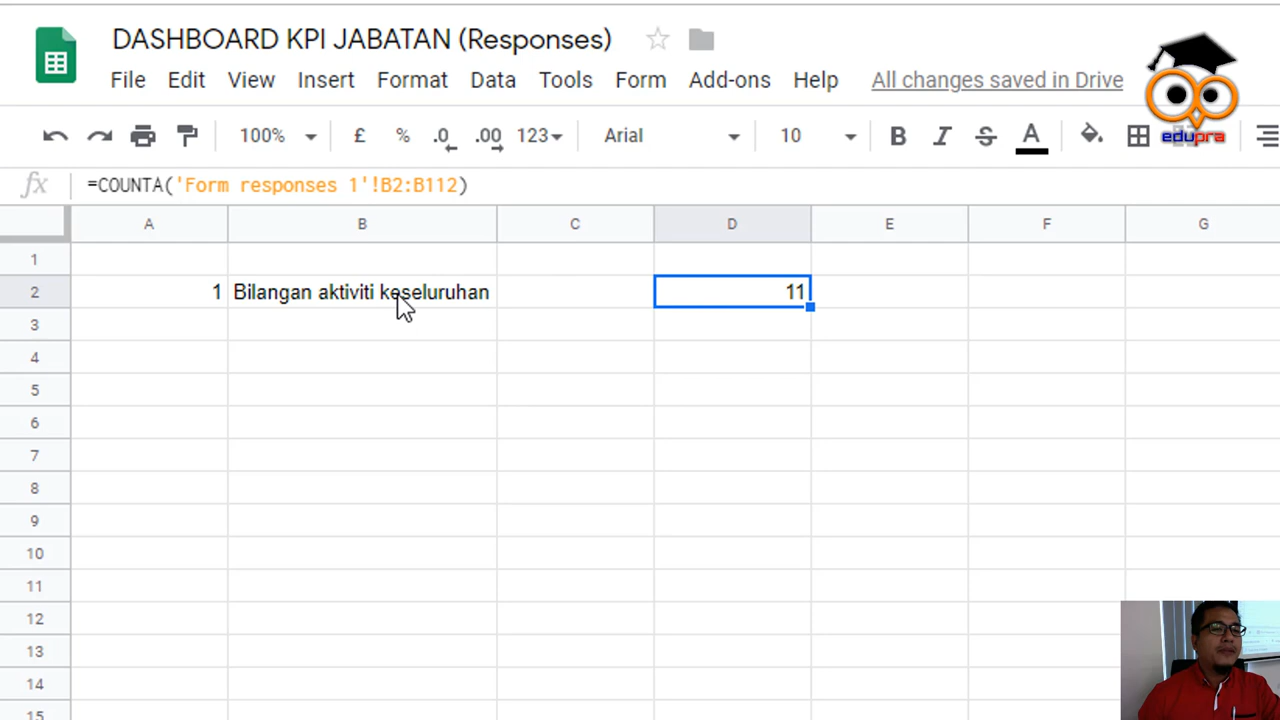 DASHBOARD KPI JABATAN (Responses)
File Edit View Insert Format Data Tools Form Add-ons Help All changes saved in Drive
edupra
100% £ % .0 .00 123 Arial 10 B I S A
fx =COUNTA('Form responses 1'!B2:B112)
A B C D E F G
1
2 1 Bilangan aktiviti keseluruhan 11
3
4
5
6
7
8
9
10
11
12
13
14
15